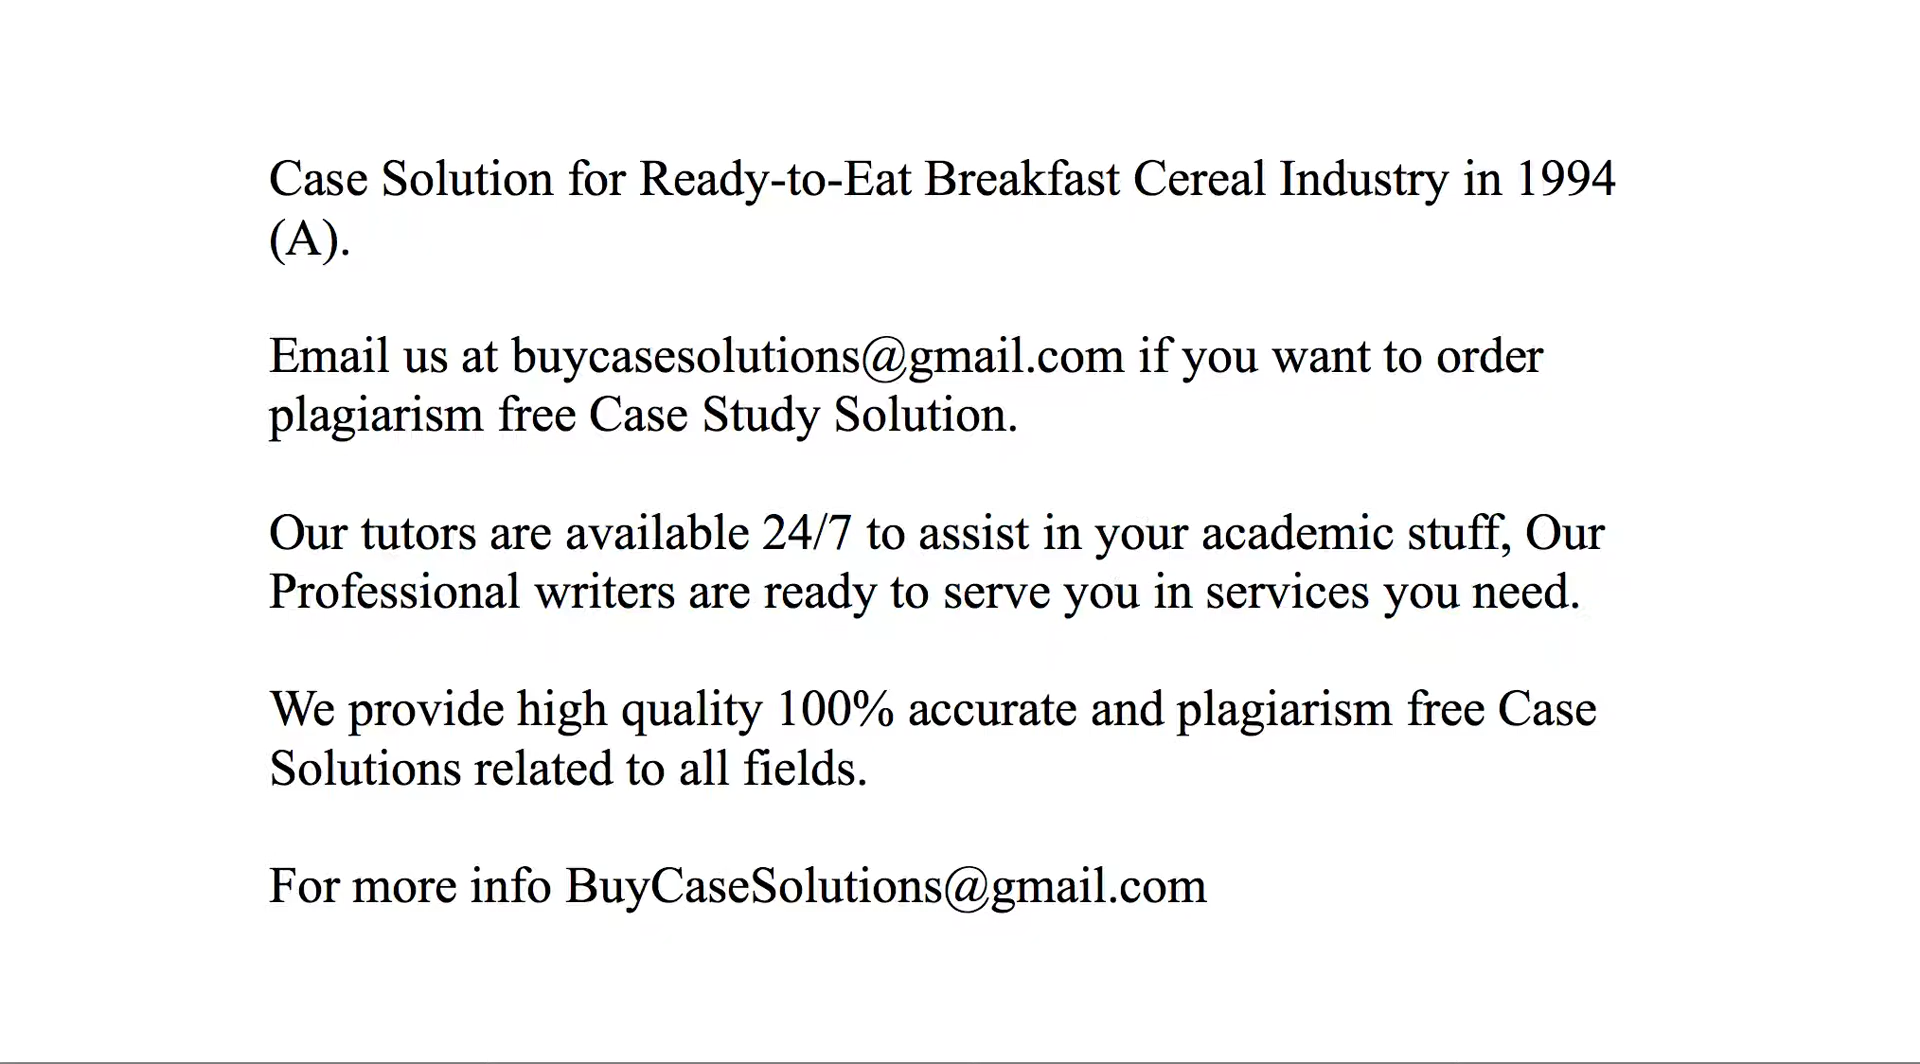 Case Solution for Ready-to-Eat Breakfast Cereal Industry in 1994
(A).
Email us at buycasesolutions@gmail.com if you want to order
plagiarism free Case Study Solution.
Our tutors are available 24/7 to assist in your academic stuff, Our
Professional writers are ready to serve you in services you need.
We provide high quality 100% accurate and plagiarism free Case
Solutions related to all fields.
For more info BuyCaseSolutions@gmail.com